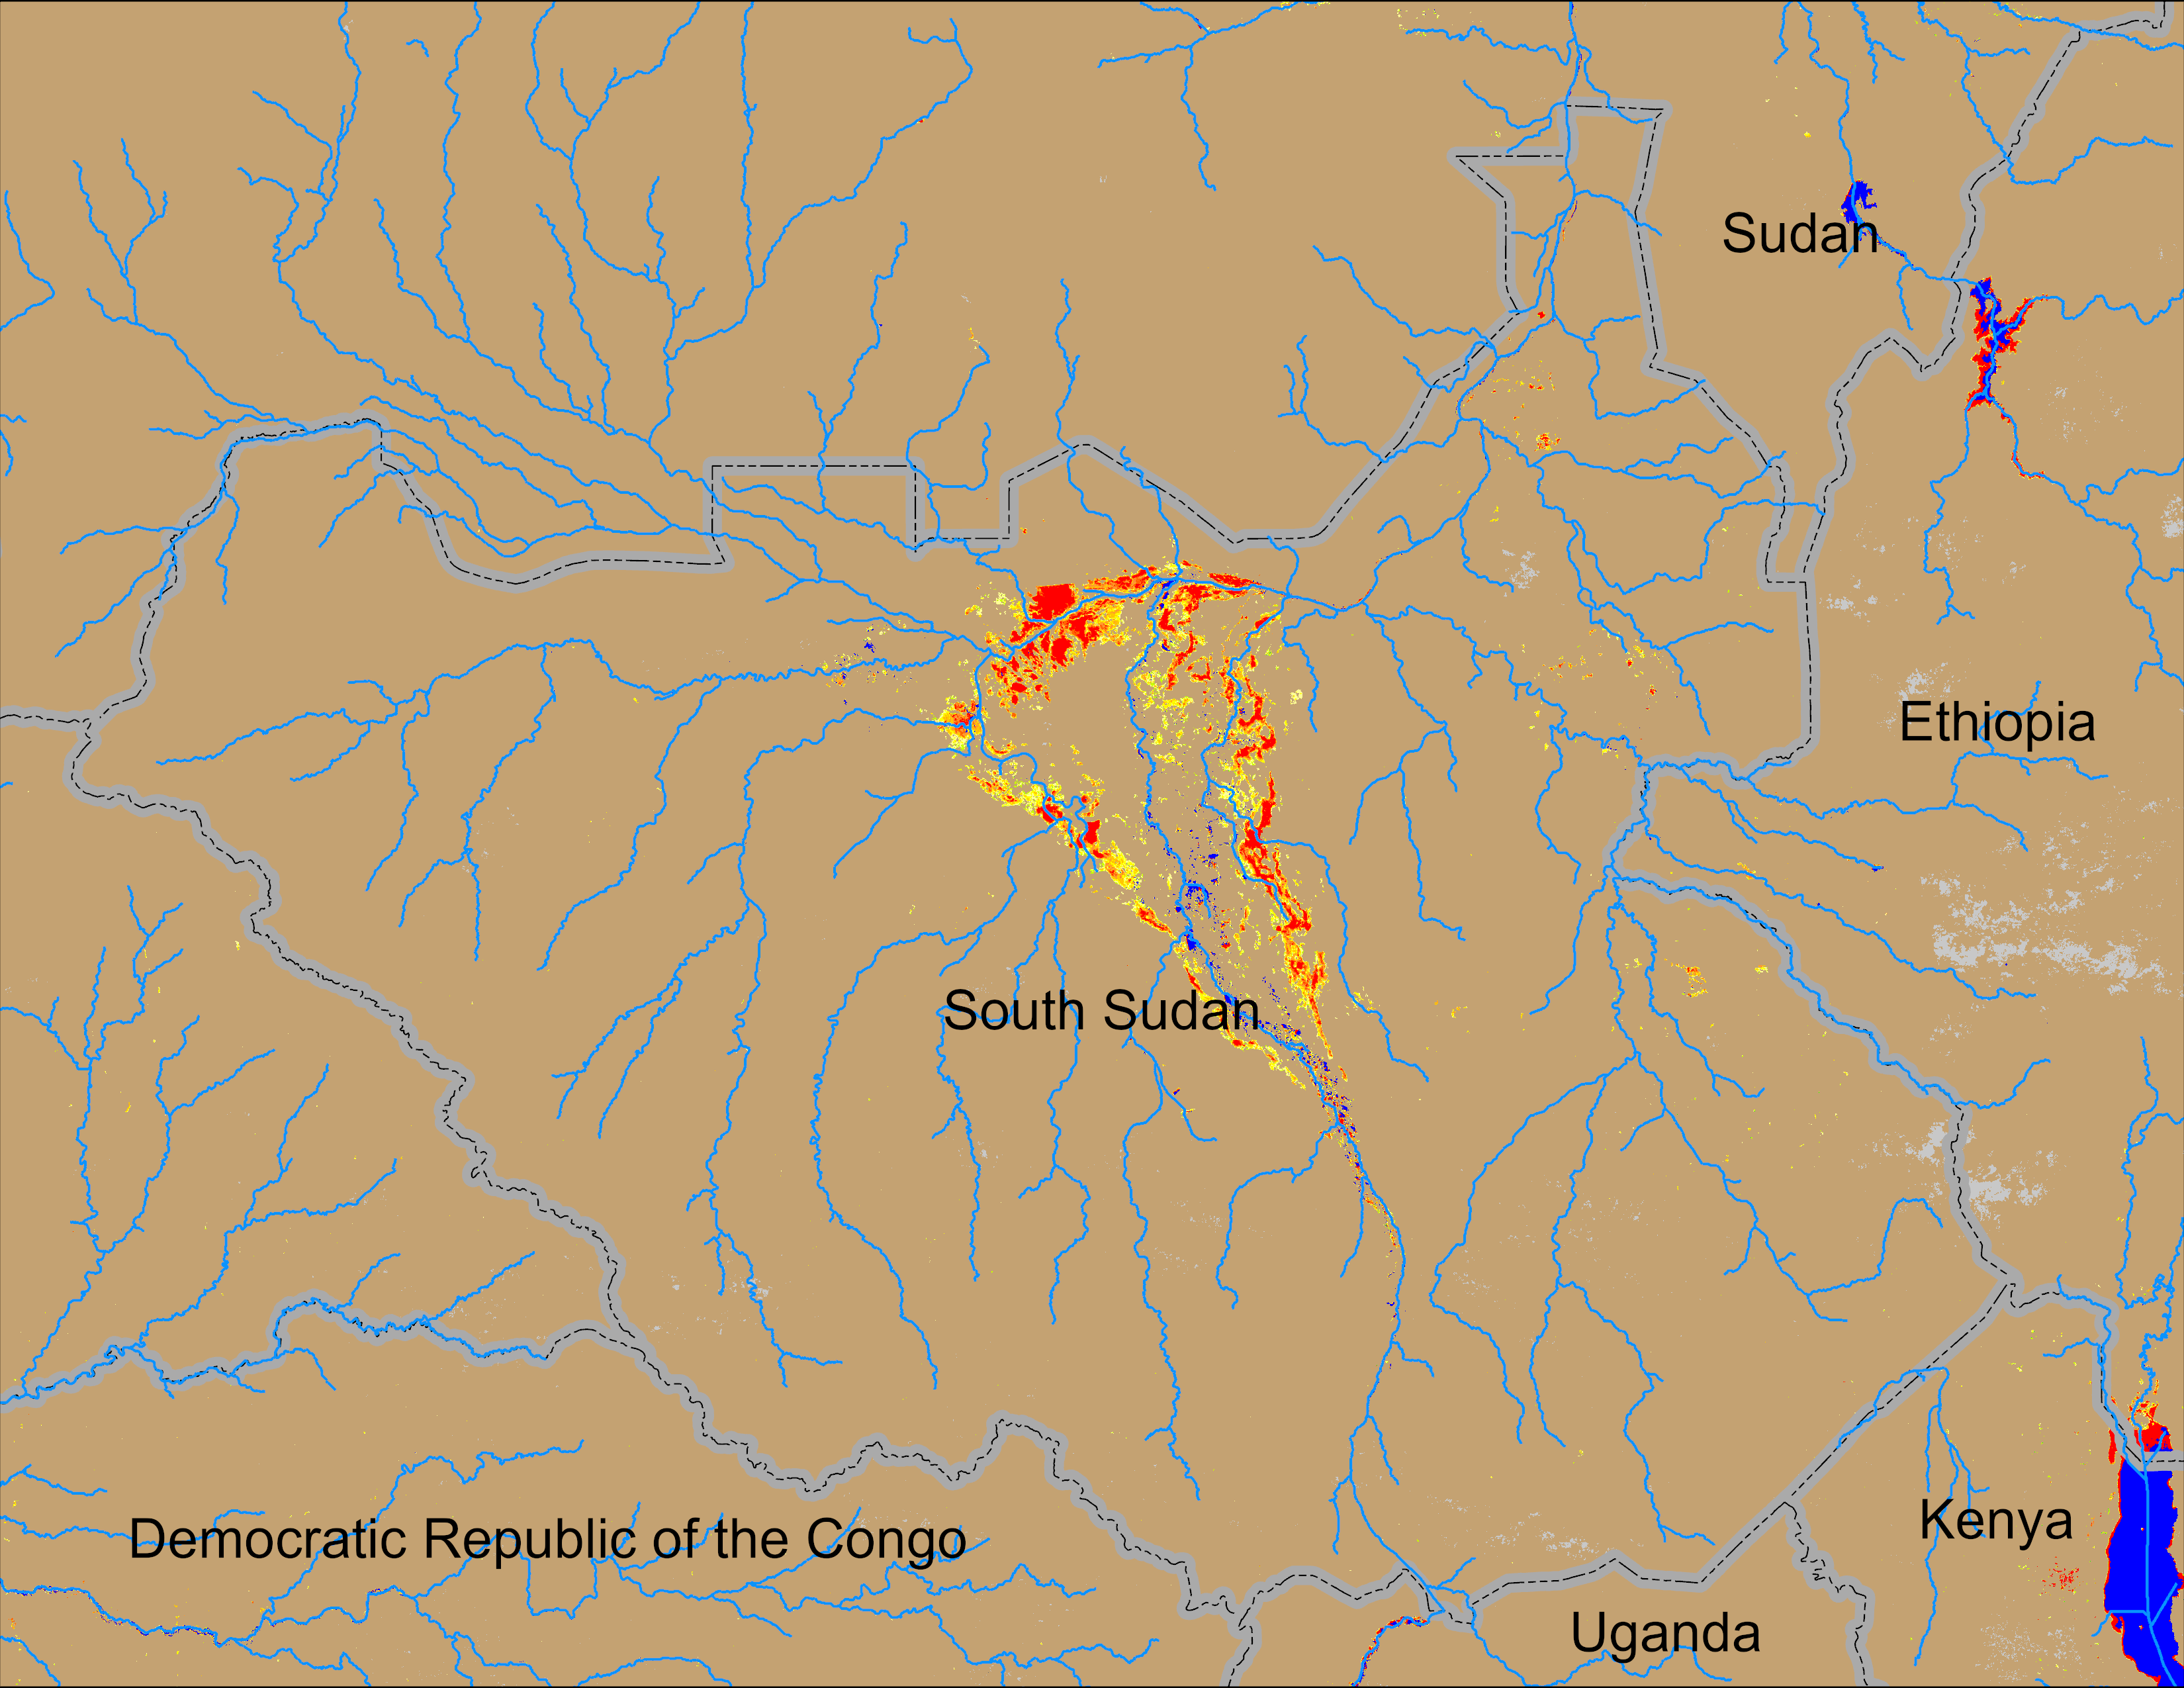 Sudan
Ethiopia
South Sudan
Kenya
Democratic Republic of the Congo
Uganda